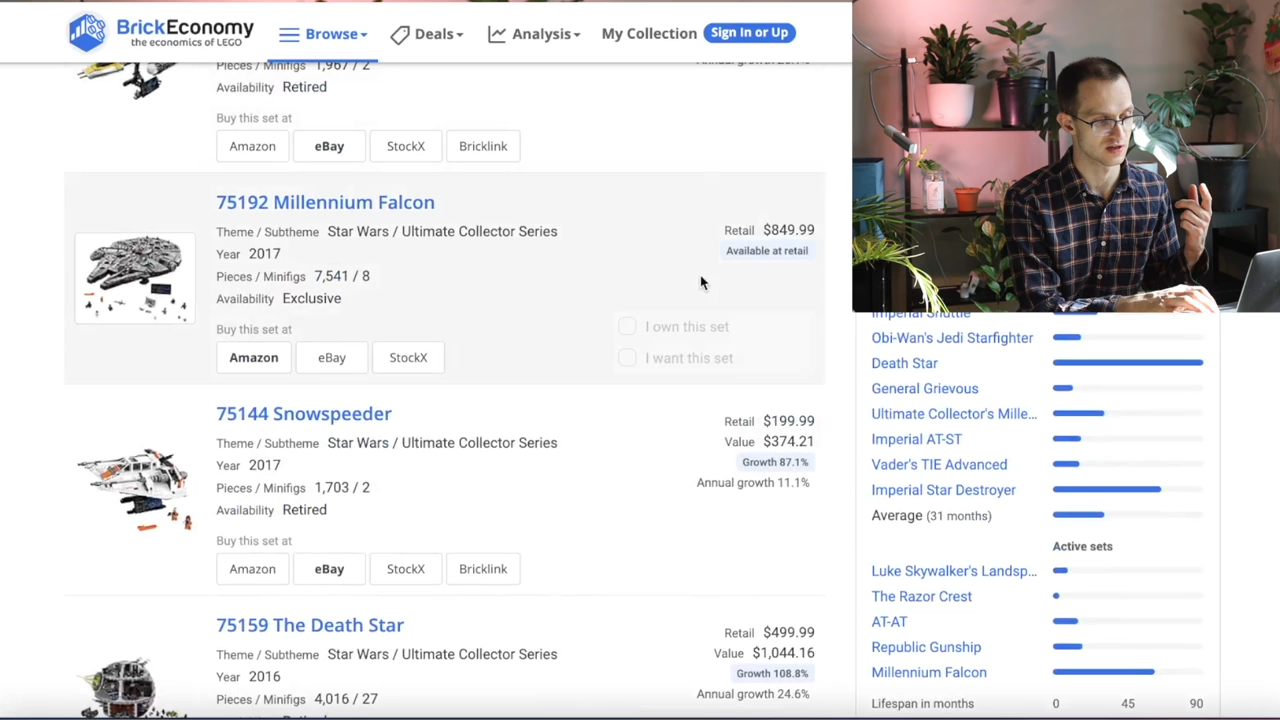 BrickEconomy
the economics of LEGO
Browse
Deals
Analysis
My Collection
Sign In or Up
Pieces / Minifigs 1,967 / 2
Availability Retired
Buy this set at
Amazon
eBay
StockX
Bricklink
75192 Millennium Falcon
Theme / Subtheme Star Wars / Ultimate Collector Series
Year 2017
Pieces / Minifigs 7,541 / 8
Availability Exclusive
Retail $849.99
Available at retail
I own this set
I want this set
Buy this set at
Amazon
eBay
StockX
75144 Snowspeeder
Theme / Subtheme Star Wars / Ultimate Collector Series
Year 2017
Pieces / Minifigs 1,703 / 2
Availability Retired
Retail $199.99
Value $374.21
Growth 87.1%
Annual growth 11.1%
Buy this set at
Amazon
eBay
StockX
Bricklink
75159 The Death Star
Theme / Subtheme Star Wars / Ultimate Collector Series
Year 2016
Pieces / Minifigs 4,016 / 27
Retail $499.99
Value $1,044.16
Growth 108.8%
Annual growth 24.6%
Imperial Shuttle
Obi-Wan's Jedi Starfighter
Death Star
General Grievous
Ultimate Collector's Mille...
Imperial AT-ST
Vader's TIE Advanced
Imperial Star Destroyer
Average (31 months)
Active sets
Luke Skywalker's Landsp...
The Razor Crest
AT-AT
Republic Gunship
Millennium Falcon
Lifespan in months 0 45 90